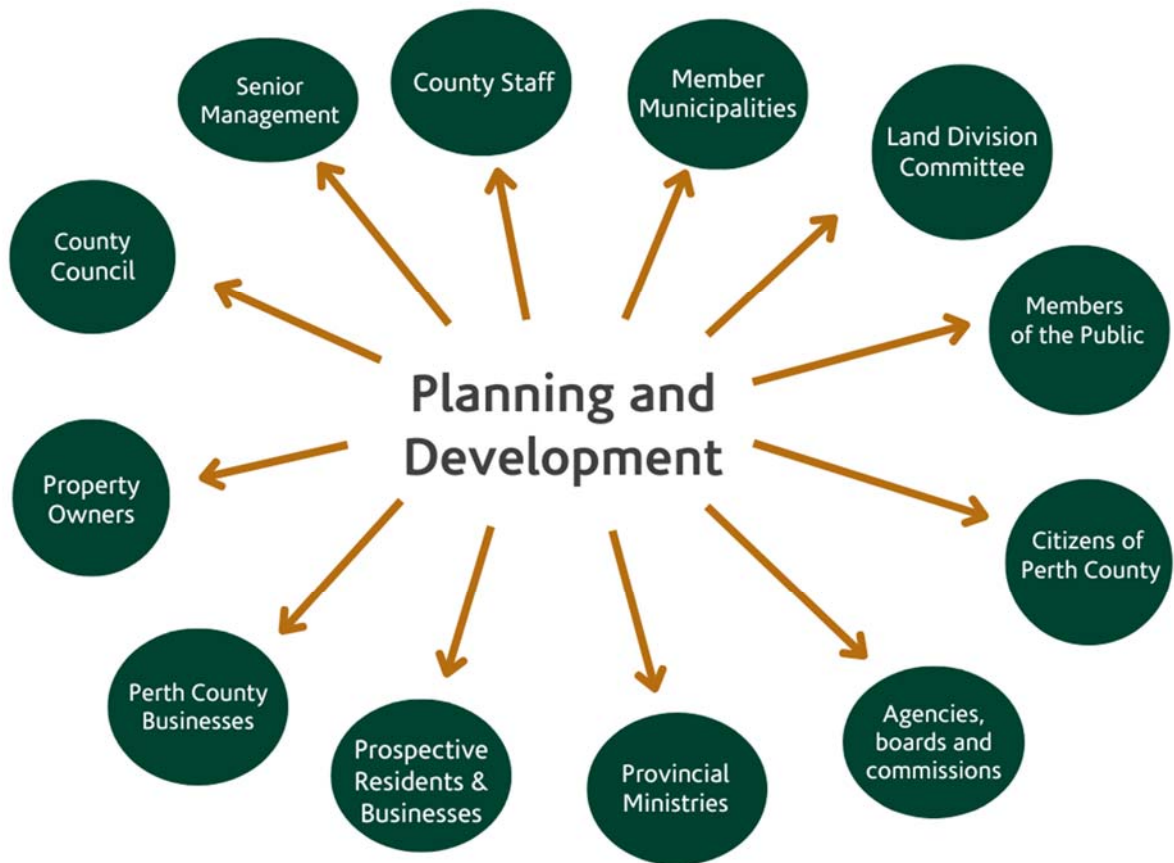 Senior
Management
County Staff
Member
Municipalities
Land Division
Committee
County
Council
Members
of the Public
Planning and
Development
Property
Owners
Citizens of
Perth County
Perth County
Businesses
Prospective
Residents &
Businesses
Provincial
Ministries
Agencies,
boards and
commissions